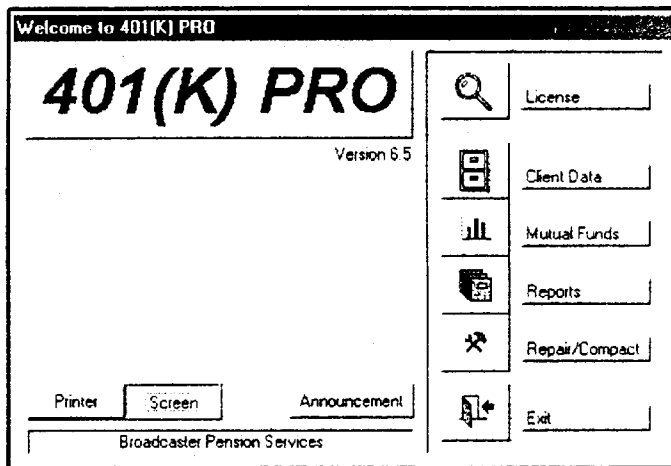 Welcome to 401(K) PRO
401(K) PRO
Version 6.5
License
Client Data
Mutual Funds
Reports
Repair/Compact
Exit
Printer
Screen
Announcement
Broadcaster Pension Services